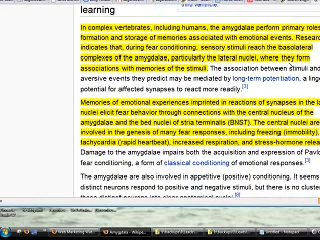 learning
In complex vertebrates, including humans, the amygdalae perform primary roles
formation and storage of memories associated with emotional events. Researc
indicates that, during fear conditioning, sensory stimuli reach the basolateral
complexes of the amygdalae, particularly the lateral nuclei, where they form
associations with memories of the stimuli. The association between stimuli and
aversive events they predict may be mediated by long-term potentiation, a linge
potential for affected synapses to react more readily.[3]
Memories of emotional experiences imprinted in reactions of synapses in the la
nuclei elicit fear behavior through connections with the central nucleus of the
amygdalae and the bed nuclei of stria terminalis (BNST). The central nuclei are
involved in the genesis of many fear responses, including freezing (immobility),
tachycardia (rapid heartbeat), increased respiration, and stress-hormone release
Damage to the amygdalae impairs both the acquisition and expression of Pavlo
fear conditioning, a form of classical conditioning of emotional responses.[3]
The amygdalae are also involved in appetitive (positive) conditioning. It seems
distinct neurons respond to positive and negative stimuli, but there is no cluster
Amygdala - Wikipe
Untitled - Notepad